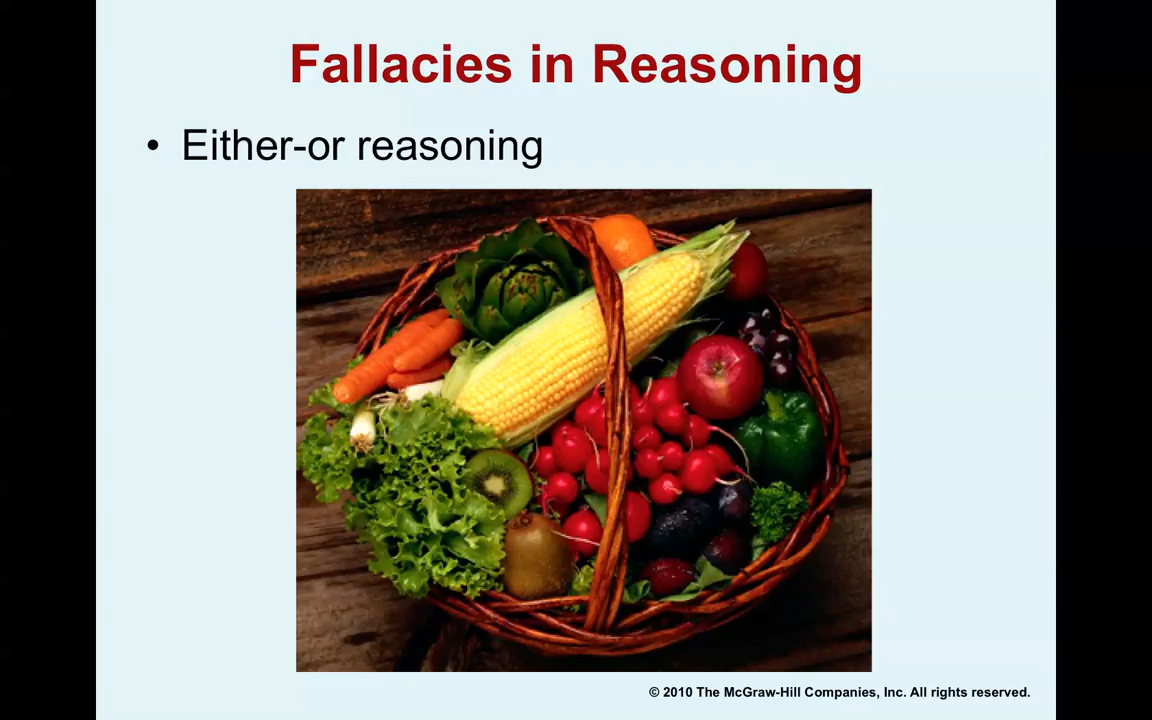 Fallacies in Reasoning
• Either-or reasoning
© 2010 The McGraw-Hill Companies, Inc. All rights reserved.